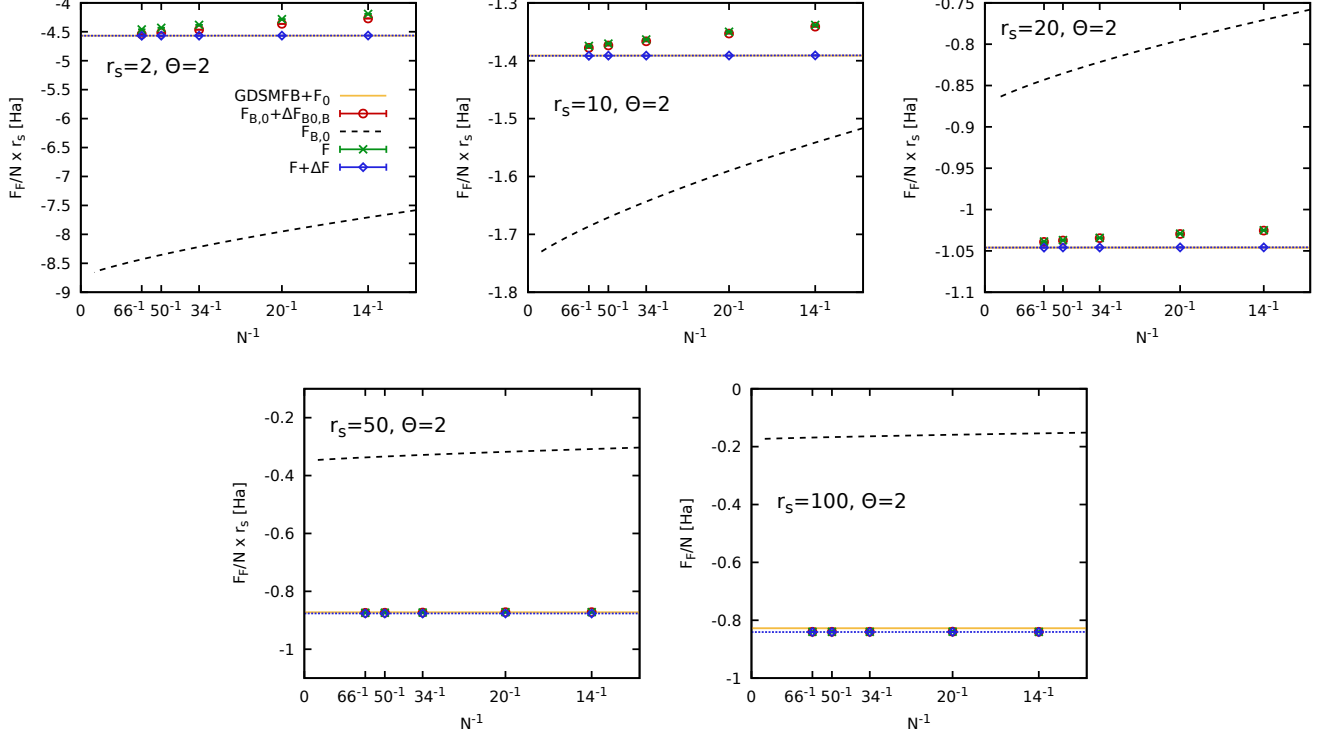 -4
-4.5
-5
-5.5
-6
-6.5
-7
-7.5
-8
-8.5
-9
F_F/N x r_s [Ha]
r_s=2, Θ=2
GDSMFB+F_0
F_{B,0}+ΔF_{B0,B}
F_{B,0}
F
F+ΔF
0 66^{-1} 50^{-1} 34^{-1} 20^{-1} 14^{-1}
N^{-1}
-1.3
-1.4
-1.5
-1.6
-1.7
-1.8
F_F/N x r_s [Ha]
r_s=10, Θ=2
0 66^{-1} 50^{-1} 34^{-1} 20^{-1} 14^{-1}
N^{-1}
-0.75
-0.8
-0.85
-0.9
-0.95
-1
-1.05
-1.1
F_F/N x r_s [Ha]
r_s=20, Θ=2
0 66^{-1} 50^{-1} 34^{-1} 20^{-1} 14^{-1}
N^{-1}
-0.2
-0.4
-0.6
-0.8
-1
F_F/N x r_s [Ha]
r_s=50, Θ=2
0 66^{-1} 50^{-1} 34^{-1} 20^{-1} 14^{-1}
N^{-1}
0
-0.2
-0.4
-0.6
-0.8
-1
F_F/N [Ha]
r_s=100, Θ=2
0 66^{-1} 50^{-1} 34^{-1} 20^{-1} 14^{-1}
N^{-1}